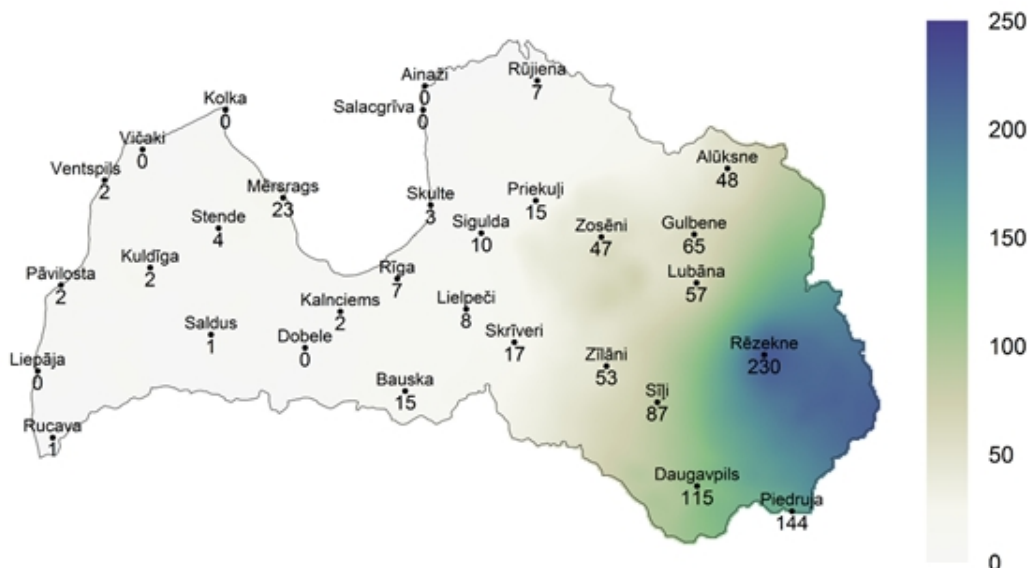 250
200
150
100
50
0
Ainaži
0
Rūjiena
7
Salacgrīva
0
Kolka
0
Vičaki
0
Ventspils
2
Mērsrags
23
Stende
4
Skulte
3
Sigulda
10
Priekuļi
15
Zosēni
47
Alūksne
48
Gulbene
65
Lubāna
57
Kuldīga
2
Pāvilosta
2
Rīga
7
Kalnciems
2
Lielpeči
8
Skrīveri
17
Saldus
1
Dobele
0
Zīlāni
53
Rēzekne
230
Liepāja
0
Bauska
15
Sīļi
87
Rucava
1
Daugavpils
115
Piedruja
144